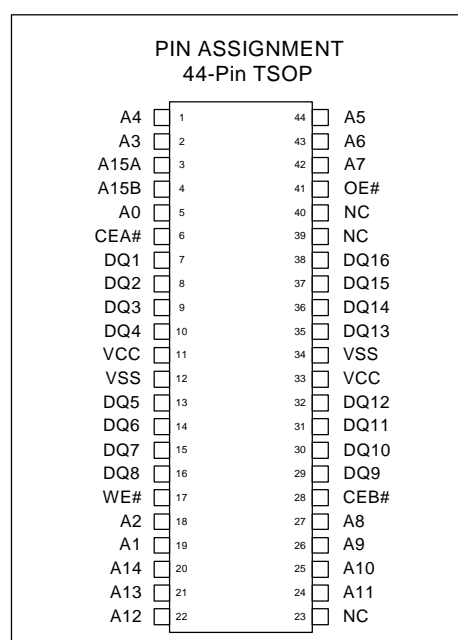 PIN ASSIGNMENT
44-Pin TSOP
A4 1 44 A5
A3 2 43 A6
A15A 3 42 A7
A15B 4 41 OE#
A0 5 40 NC
CEA# 6 39 NC
DQ1 7 38 DQ16
DQ2 8 37 DQ15
DQ3 9 36 DQ14
DQ4 10 35 DQ13
VCC 11 34 VSS
VSS 12 33 VCC
DQ5 13 32 DQ12
DQ6 14 31 DQ11
DQ7 15 30 DQ10
DQ8 16 29 DQ9
WE# 17 28 CEB#
A2 18 27 A8
A1 19 26 A9
A14 20 25 A10
A13 21 24 A11
A12 22 23 NC